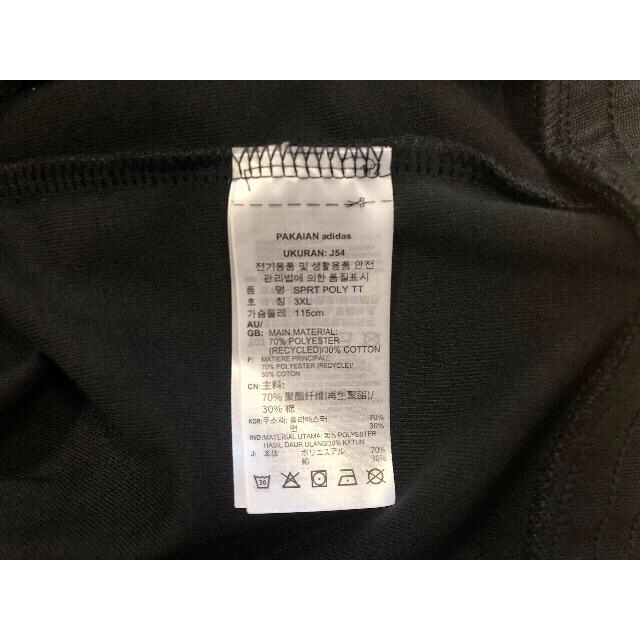 PAKAIAN adidas
UKURAN: J54
전기용품 및 생활용품 안전
관리법에 의한 품질표시
품 명 SPRT POLY TT
호 칭 3XL
가슴둘레 115cm
AU/
GB: MAIN MATERIAL:
70% POLYESTER
(RECYCLED)/30% COTTON
F: MATIERE PRINCIPALE:
70% POLYESTER (RECYCLE)/
30% COTON
CN: 主料:
70% 聚酯纤维(再生聚酯)/
30% 棉
KOR: 주소재: 폴리에스터 70%
면 30%
IND: MATERIAL UTAMA: 70% POLYESTER
HASIL DAUR ULANG/30% KATUN
J: 本体 ポリエステル 70%
綿 30%
30